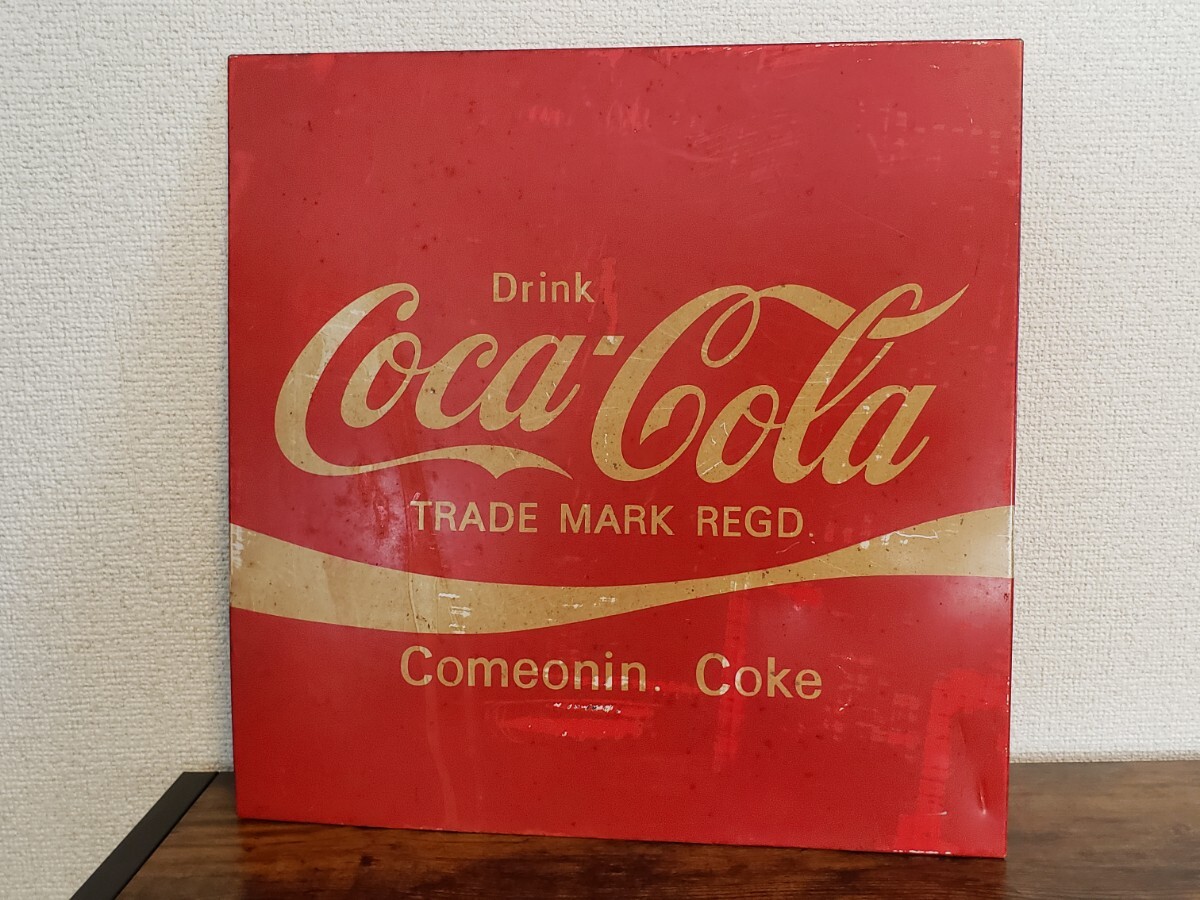 Drink
Coca-Cola
TRADE MARK REGD.
Comeonin. Coke